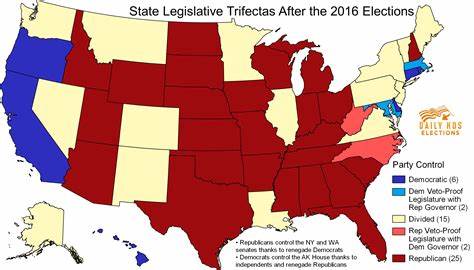 State Legislative Trifectas After the 2016 Elections
DAILY KOS
ELECTIONS
Party Control
Democratic (6)
Dem Veto-Proof
Legislature with
Rep Governor (2)
Divided (15)
Rep Veto-Proof
Legislature with
Dem Governor (2)
Republican (25)
• Republicans control the NY and WA
senates thanks to renegade Democrats
• Democrats control the AK House thanks to
independents and renegade Republicans